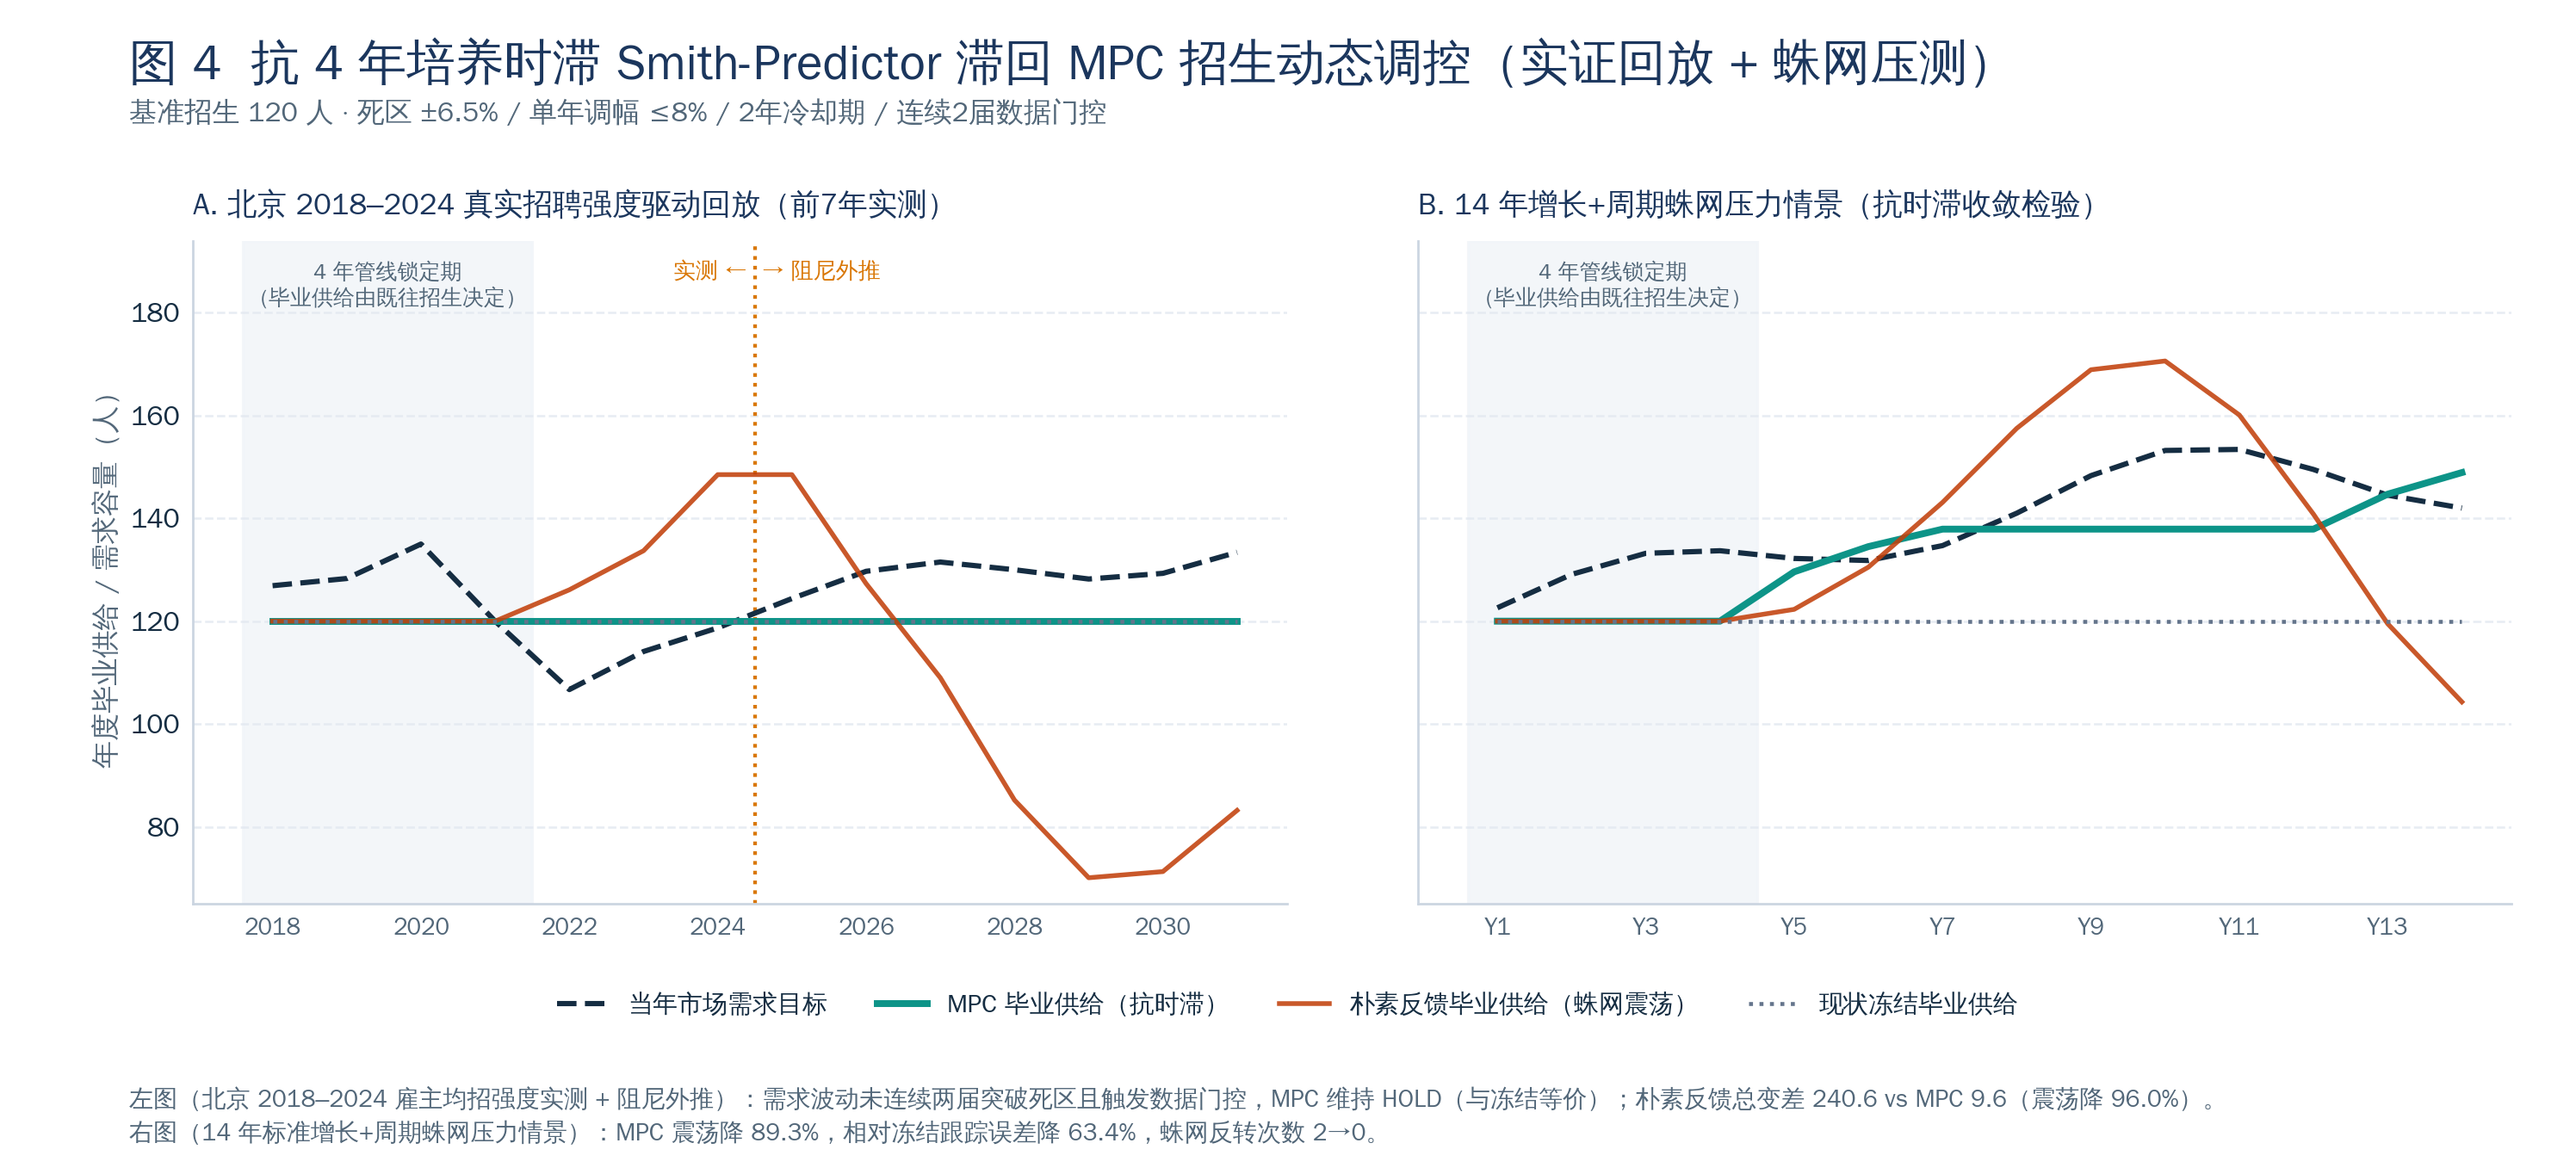 图 4 抗 4 年培养时滞 Smith-Predictor 滞回 MPC 招生动态调控（实证回放 + 蛛网压测）
基准招生 120 人 · 死区 ±6.5% / 单年调幅 ≤8% / 2年冷却期 / 连续2届数据门控
A. 北京 2018–2024 真实招聘强度驱动回放（前7年实测）
4 年管线锁定期
（毕业供给由既往招生决定）
实测 ← → 阻尼外推
年度毕业供给 / 需求容量（人）
180
160
140
120
100
80
2018 2020 2022 2024 2026 2028 2030
B. 14 年增长+周期蛛网压力情景（抗时滞收敛检验）
4 年管线锁定期
（毕业供给由既往招生决定）
Y1 Y3 Y5 Y7 Y9 Y11 Y13
当年市场需求目标 MPC 毕业供给（抗时滞） 朴素反馈毕业供给（蛛网震荡） 现状冻结毕业供给
左图（北京 2018–2024 雇主均招强度实测 + 阻尼外推）：需求波动未连续两届突破死区且触发数据门控，MPC 维持 HOLD（与冻结等价）；朴素反馈总变差 240.6 vs MPC 9.6（震荡降 96.0%）。
右图（14 年标准增长+周期蛛网压力情景）：MPC 震荡降 89.3%，相对冻结跟踪误差降 63.4%，蛛网反转次数 2→0。